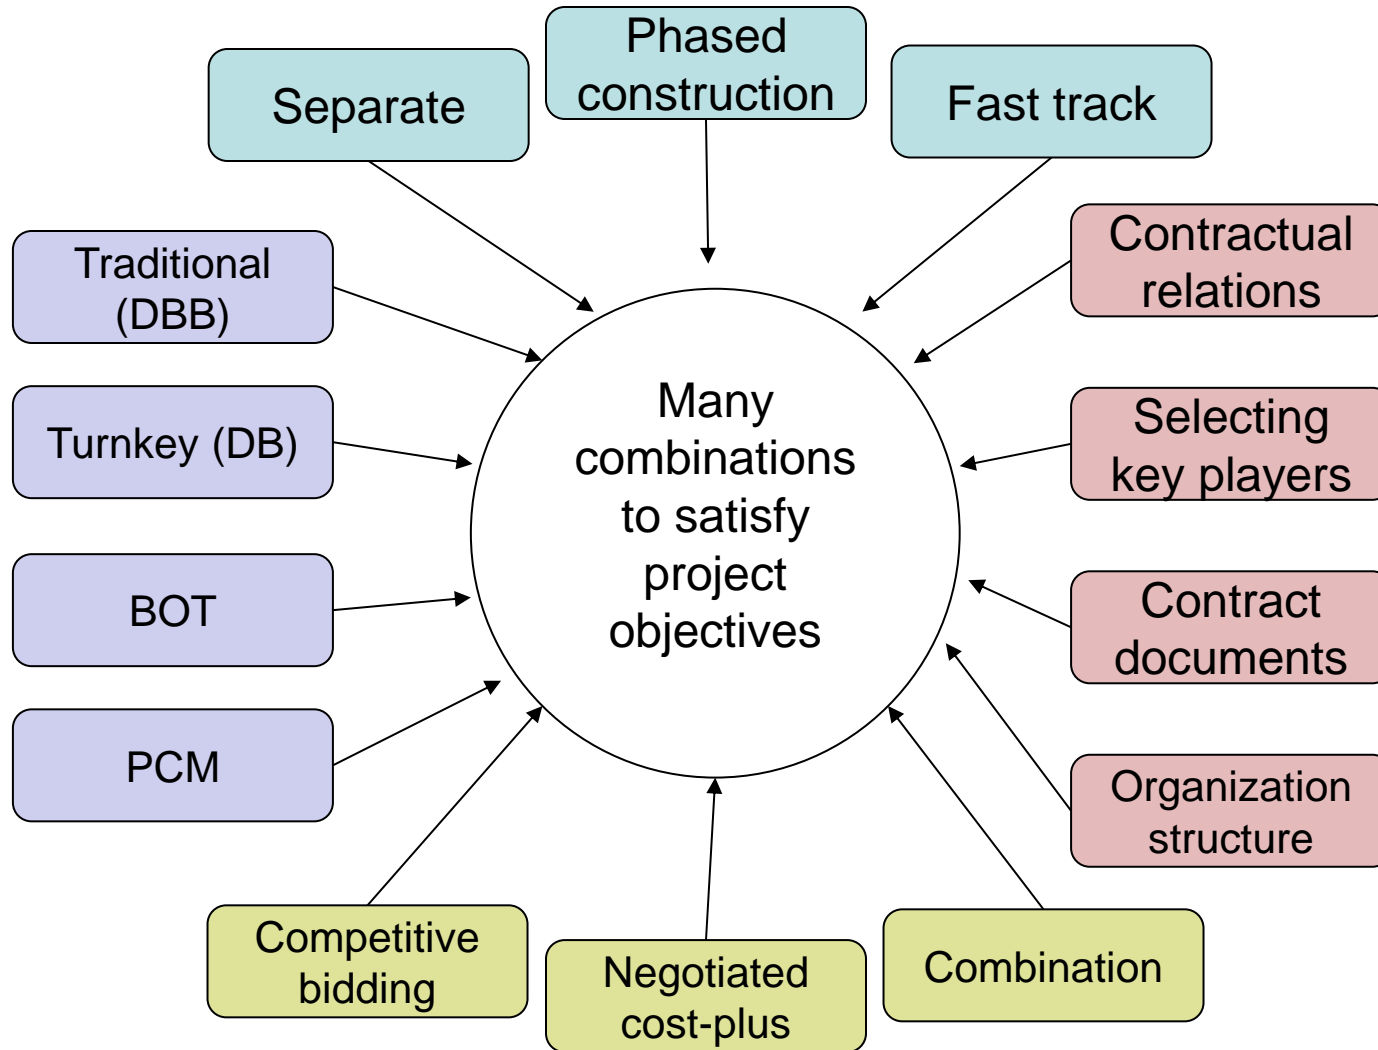 Phased
construction
Separate
Fast track
Traditional
(DBB)
Contractual
relations
Turnkey (DB)
Selecting
key players
Many
combinations
to satisfy
project
objectives
BOT
Contract
documents
PCM
Organization
structure
Competitive
bidding
Negotiated
cost-plus
Combination